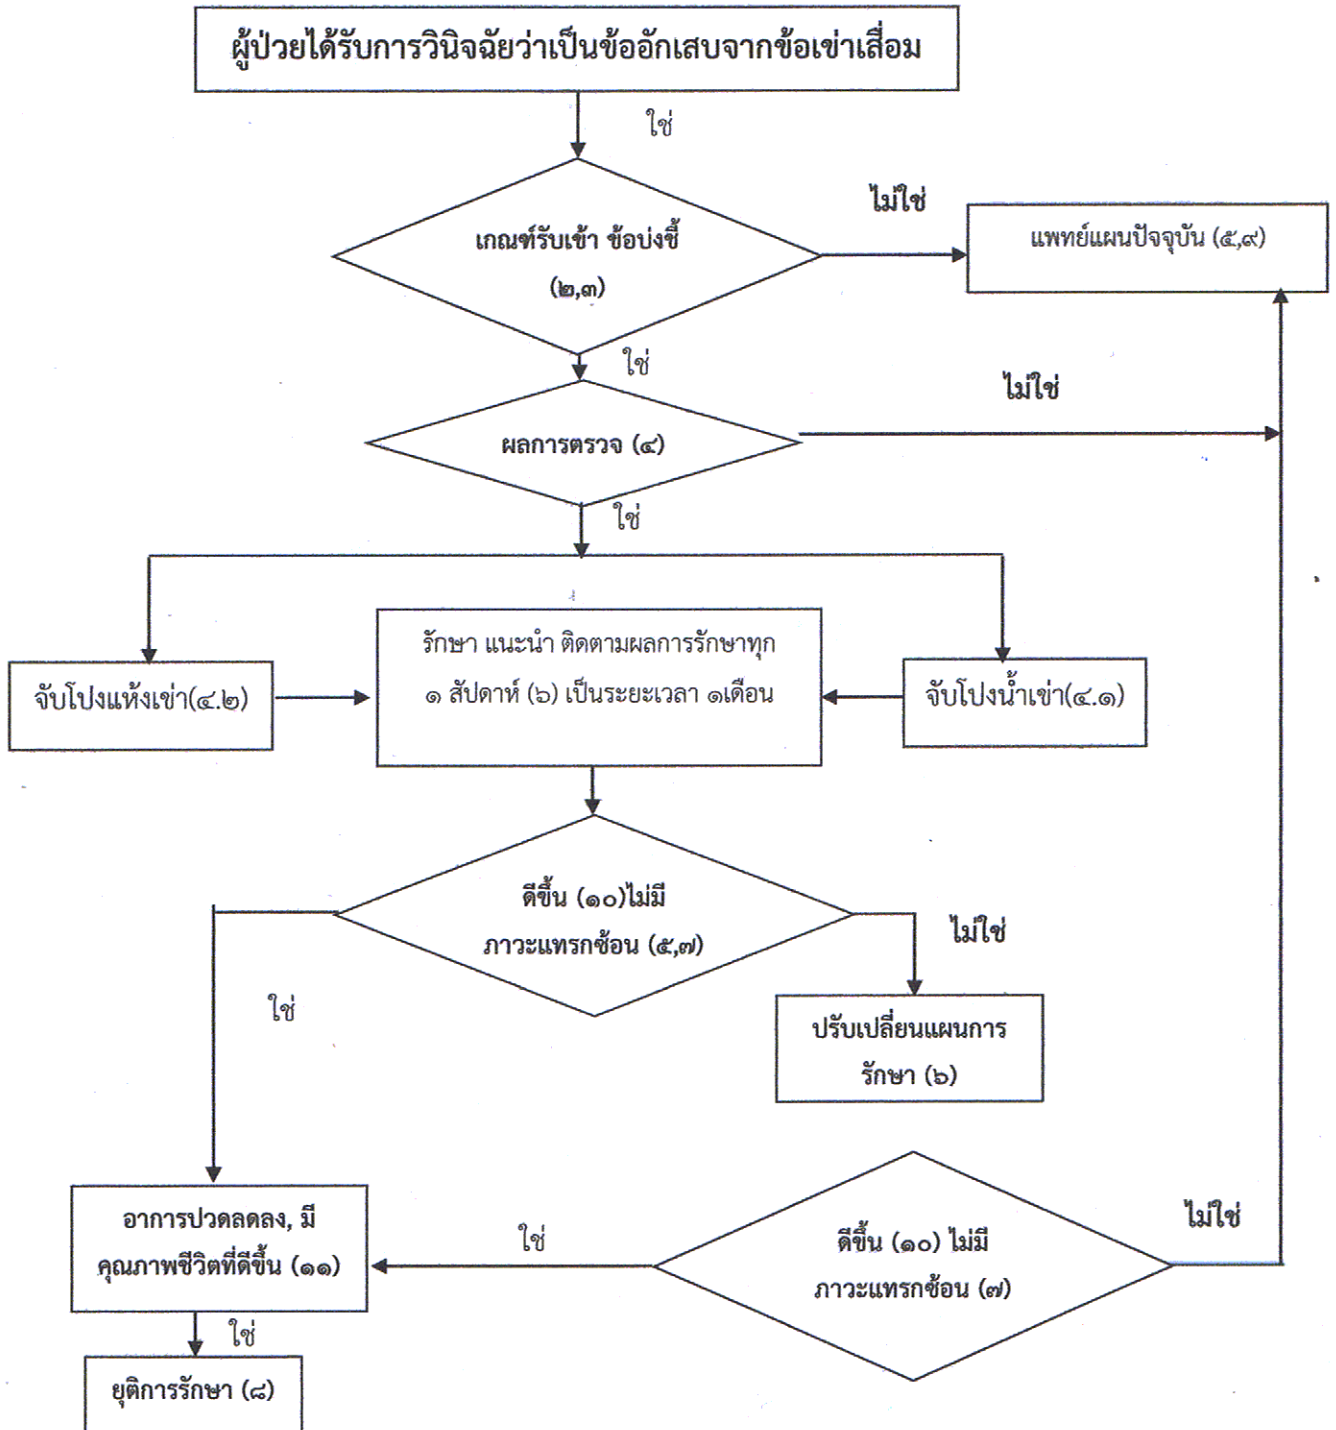 ผู้ป่วยได้รับการวินิจฉัยว่าเป็นข้ออักเสบจากข้อเข่าเสื่อม
ใช่
ไม่ใช่
เกณฑ์รับเข้า ข้อบ่งชี้
(๒,๓)
แพทย์แผนปัจจุบัน (๕,๙)
ใช่
ไม่ใช่
ผลการตรวจ (๔)
ใช่
จับโปงแห้งเข่า(๔.๒)
รักษา แนะนำ ติดตามผลการรักษาทุก
๑ สัปดาห์ (๖) เป็นระยะเวลา ๑เดือน
จับโปงน้ำเข่า(๔.๑)
ดีขึ้น (๑๐)ไม่มี
ภาวะแทรกซ้อน (๕,๗)
ไม่ใช่
ใช่
ปรับเปลี่ยนแผนการ
รักษา (๖)
อาการปวดลดลง, มี
คุณภาพชีวิตที่ดีขึ้น (๑๑)
ใช่
ดีขึ้น (๑๐) ไม่มี
ภาวะแทรกซ้อน (๗)
ไม่ใช่
ใช่
ยุติการรักษา (๘)